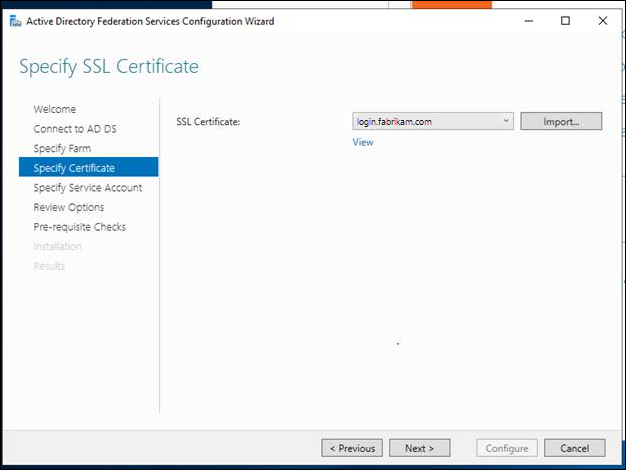 Active Directory Federation Services Configuration Wizard
Specify SSL Certificate
Welcome
Connect to AD DS
Specify Farm
Specify Certificate
Specify Service Account
Review Options
Pre-requisite Checks
Installation
Results
SSL Certificate:
login.fabrikam.com
Import...
View
< Previous
Next >
Configure
Cancel